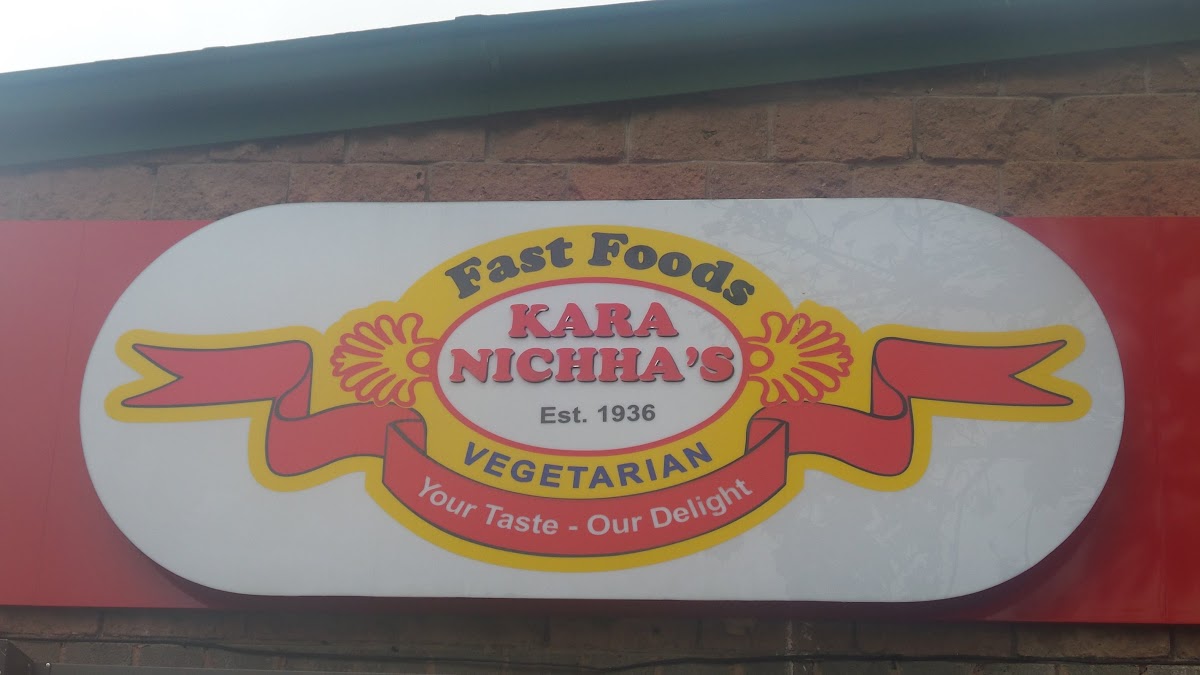 Fast Foods
KARA
NICHHA'S
Est. 1936
VEGETARIAN
Your Taste - Our Delight